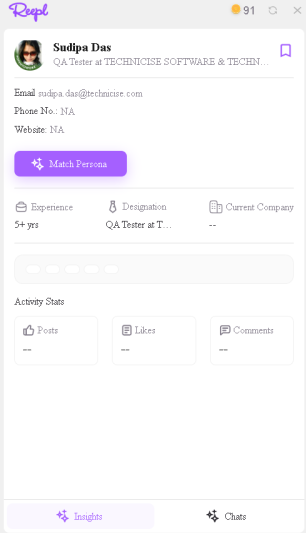 Reepl
91
Sudipa Das
QA Tester at TECHNICISE SOFTWARE & TECHN...
Email sudipa.das@technicise.com
Phone No.: NA
Website: NA
Match Persona
Experience
5+ yrs
Designation
QA Tester at T...
Current Company
--
Activity Stats
Posts
--
Likes
--
Comments
--
Insights
Chats